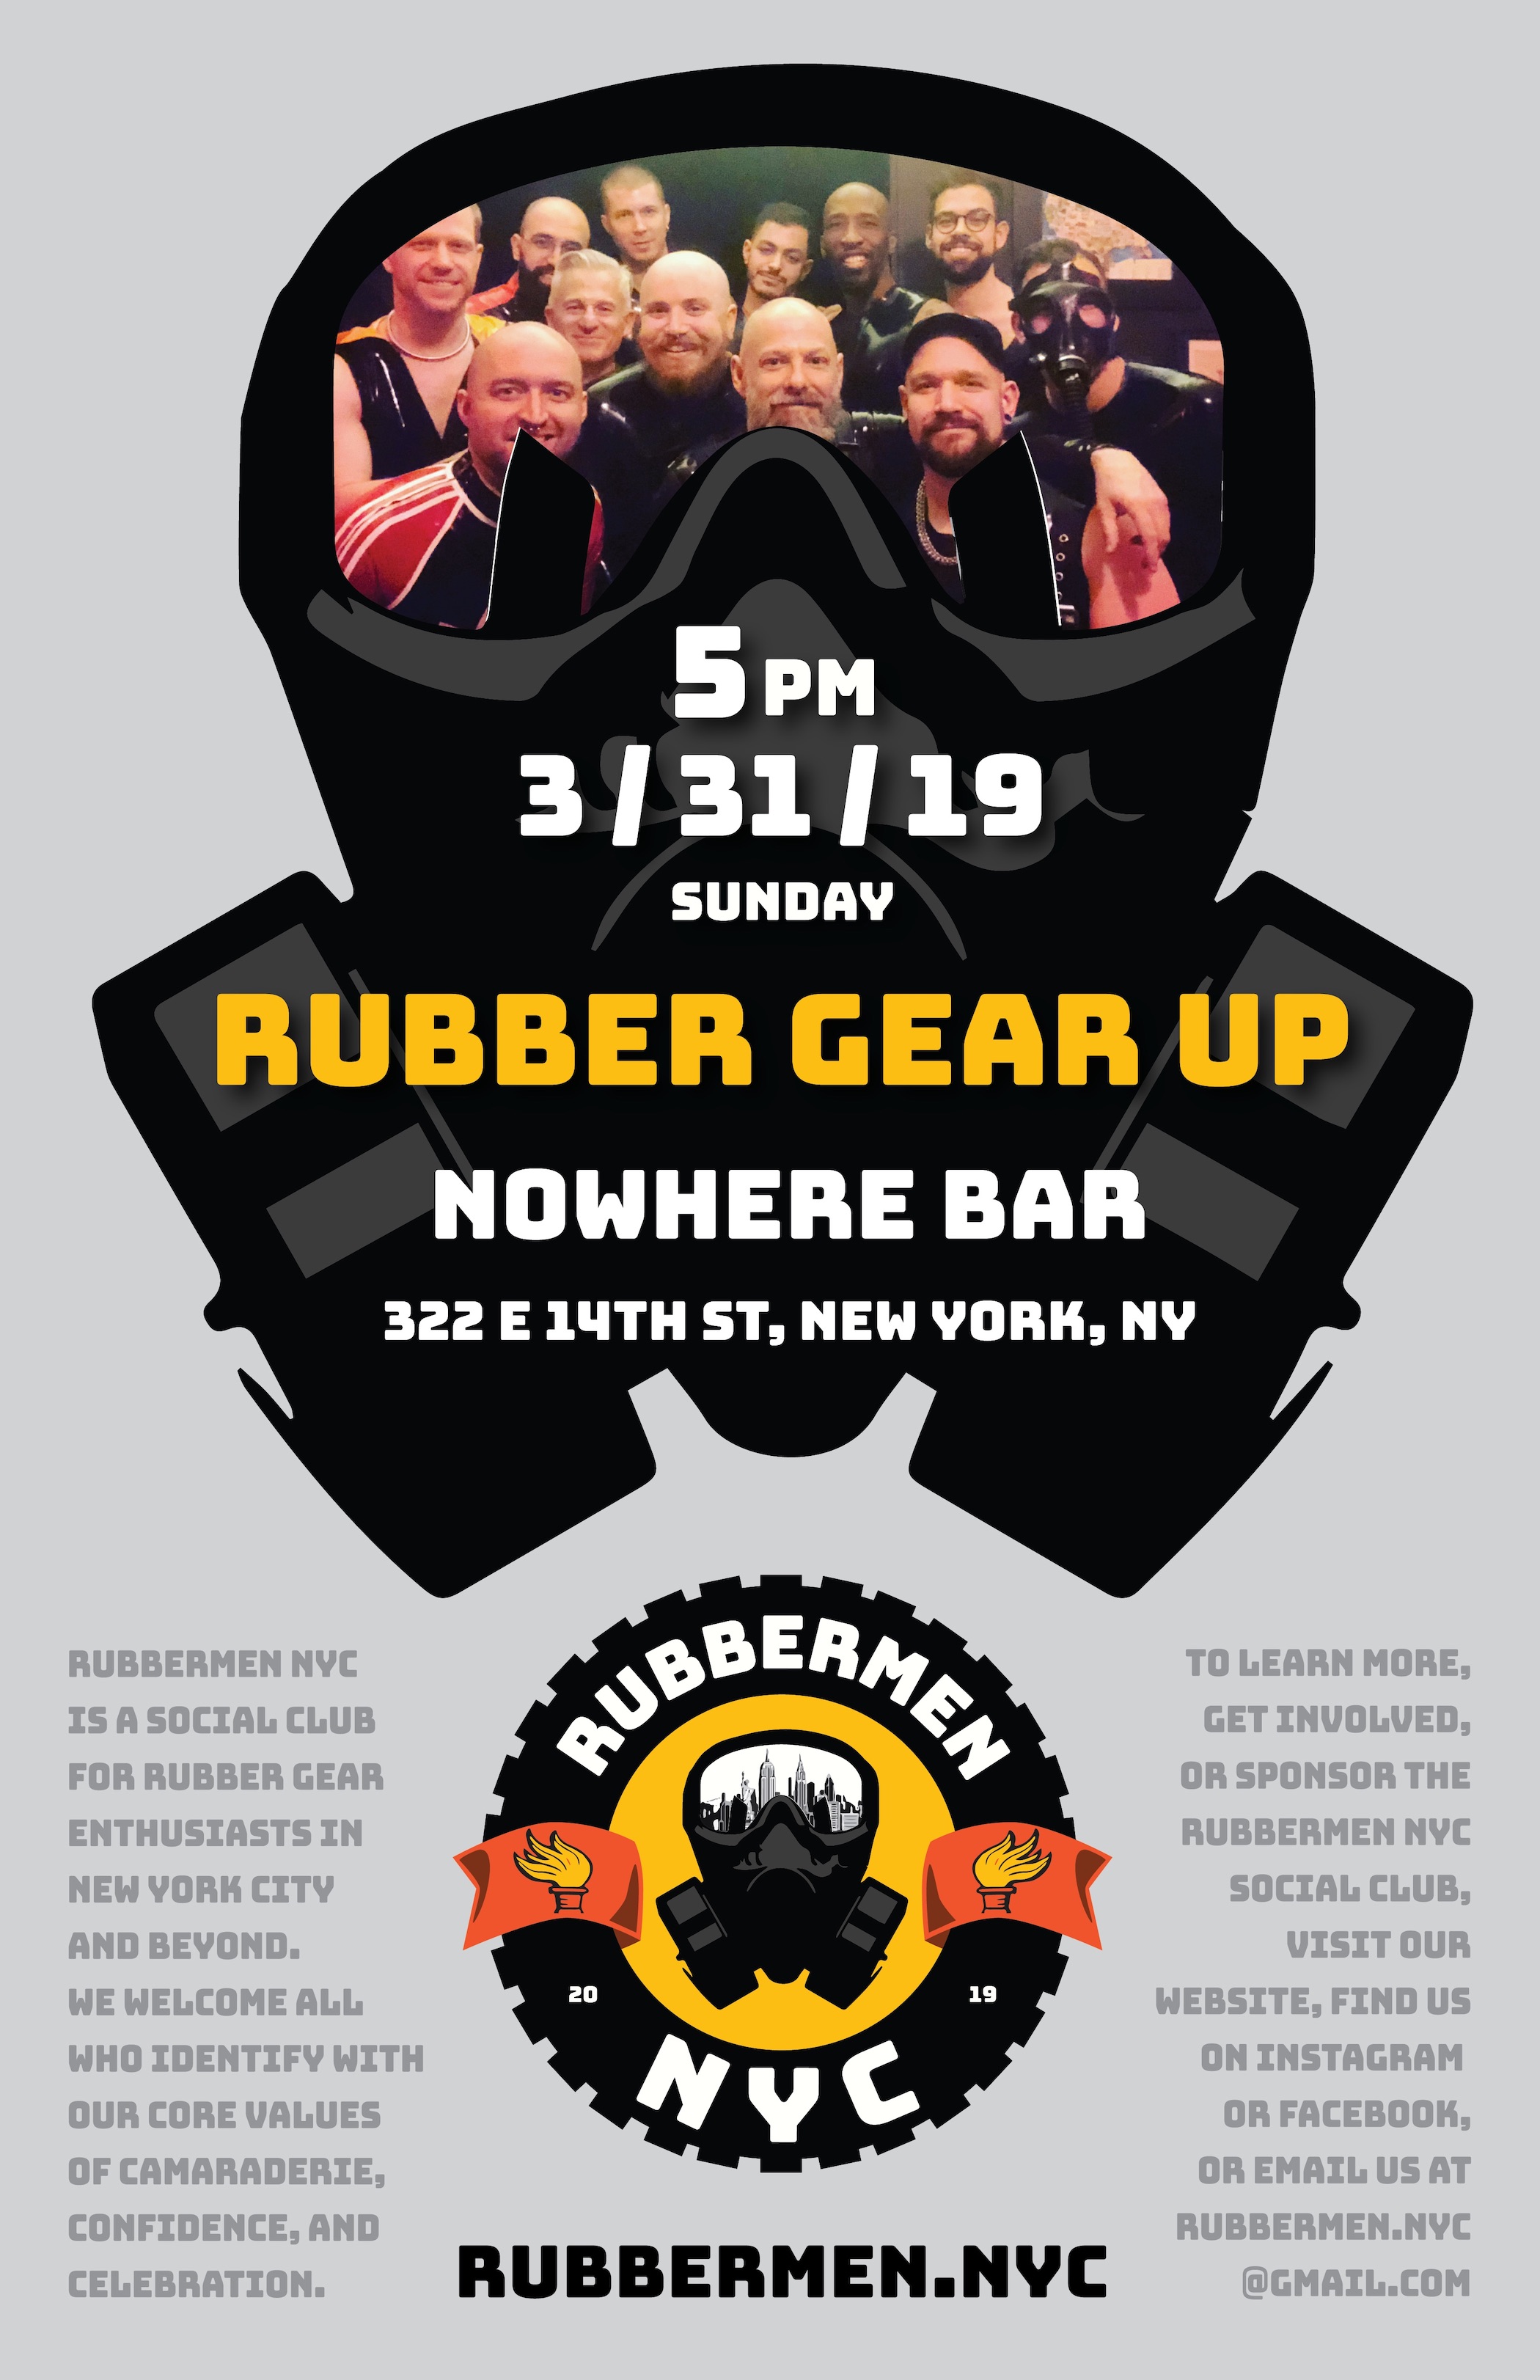 5 PM
3/31/19
SUNDAY
RUBBER GEAR UP
NOWHERE BAR
322 E 14TH ST, NEW YORK, NY
RUBBERMEN NYC
IS A SOCIAL CLUB
FOR RUBBER GEAR
ENTHUSIASTS IN
NEW YORK CITY
AND BEYOND.
WE WELCOME ALL
WHO IDENTIFY WITH
OUR CORE VALUES
OF CAMARADERIE,
CONFIDENCE, AND
CELEBRATION.
RUBBERMEN
20 19
NYC
RUBBERMEN.NYC
TO LEARN MORE,
GET INVOLVED,
OR SPONSOR THE
RUBBERMEN NYC
SOCIAL CLUB,
VISIT OUR
WEBSITE, FIND US
ON INSTAGRAM
OR FACEBOOK,
OR EMAIL US AT
RUBBERMEN.NYC
@GMAIL.COM